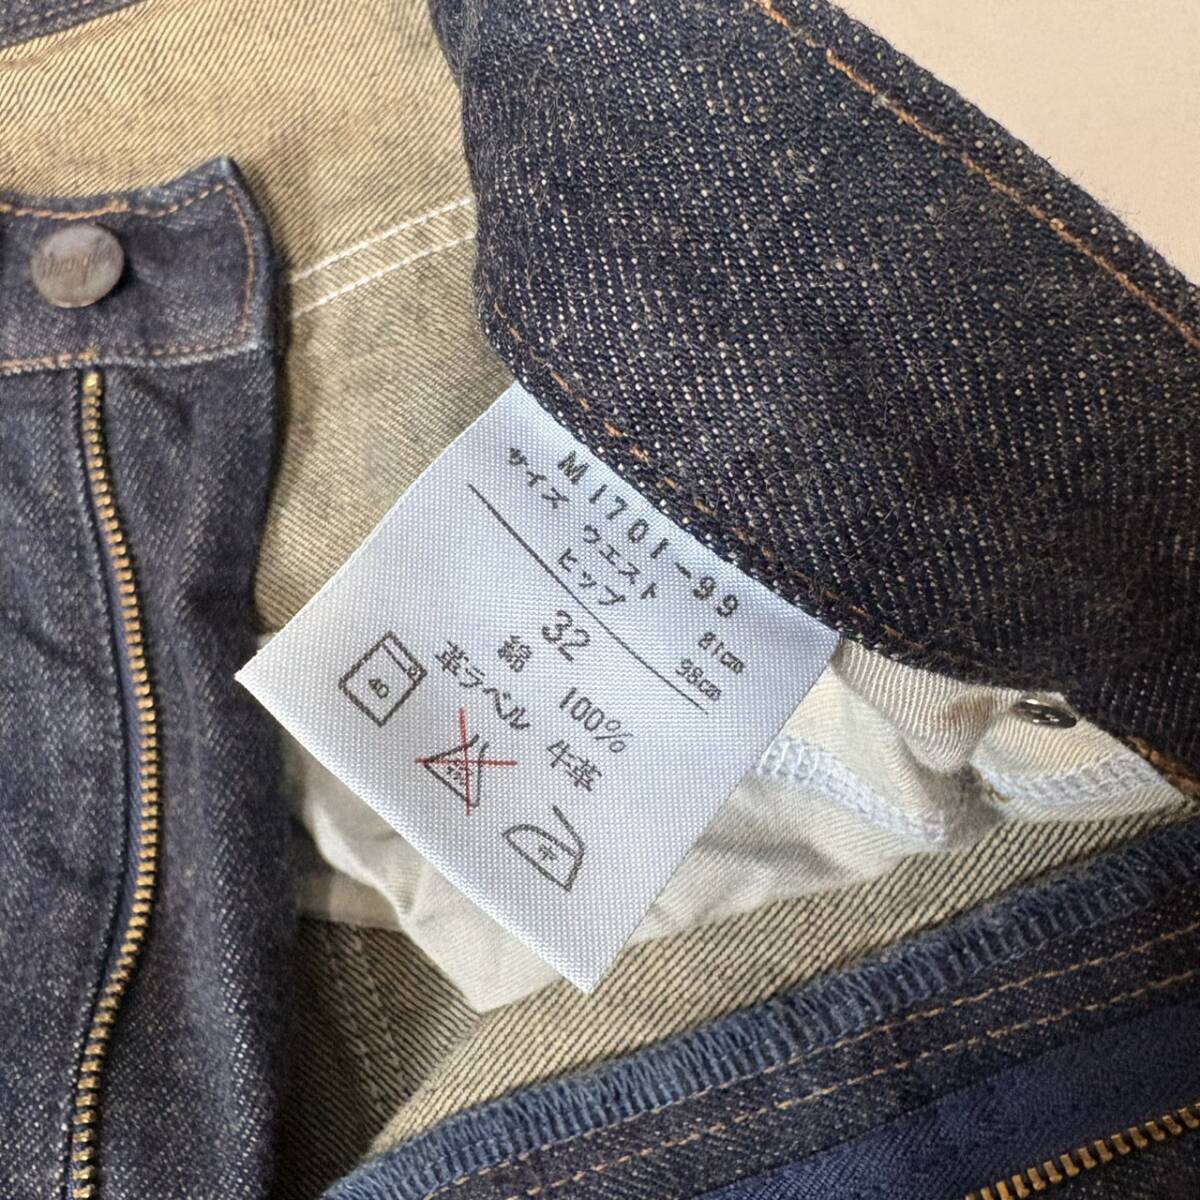 M1701-99
サイズ ウエスト 81cm
ヒップ 98cm
32
綿 100%
革ラベル 牛革
中